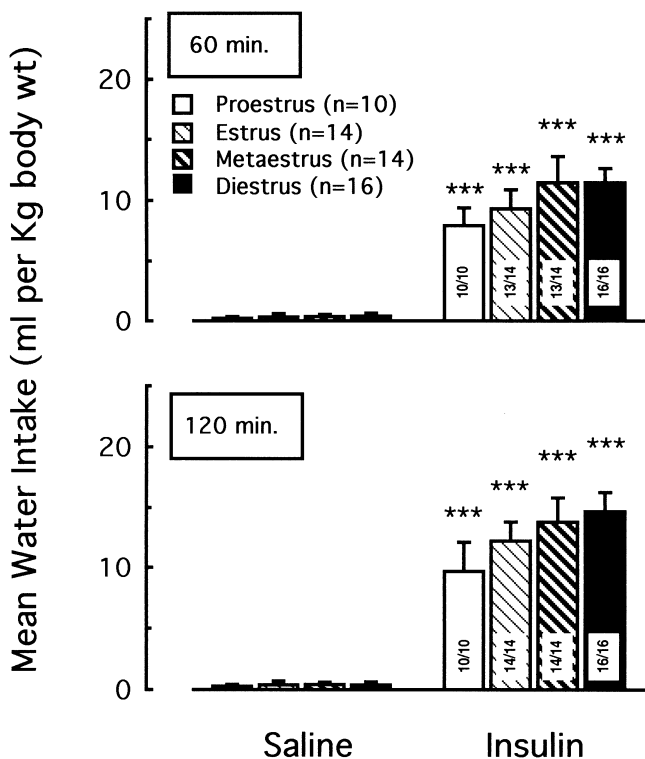 Mean Water Intake (ml per Kg body wt)
60 min.
20
10
0
Proestrus (n=10)
Estrus (n=14)
Metaestrus (n=14)
Diestrus (n=16)
*** *** *** ***
10/10 13/14 13/14 16/16
120 min.
20
10
0
*** *** *** ***
10/10 14/14 14/14 16/16
Saline Insulin